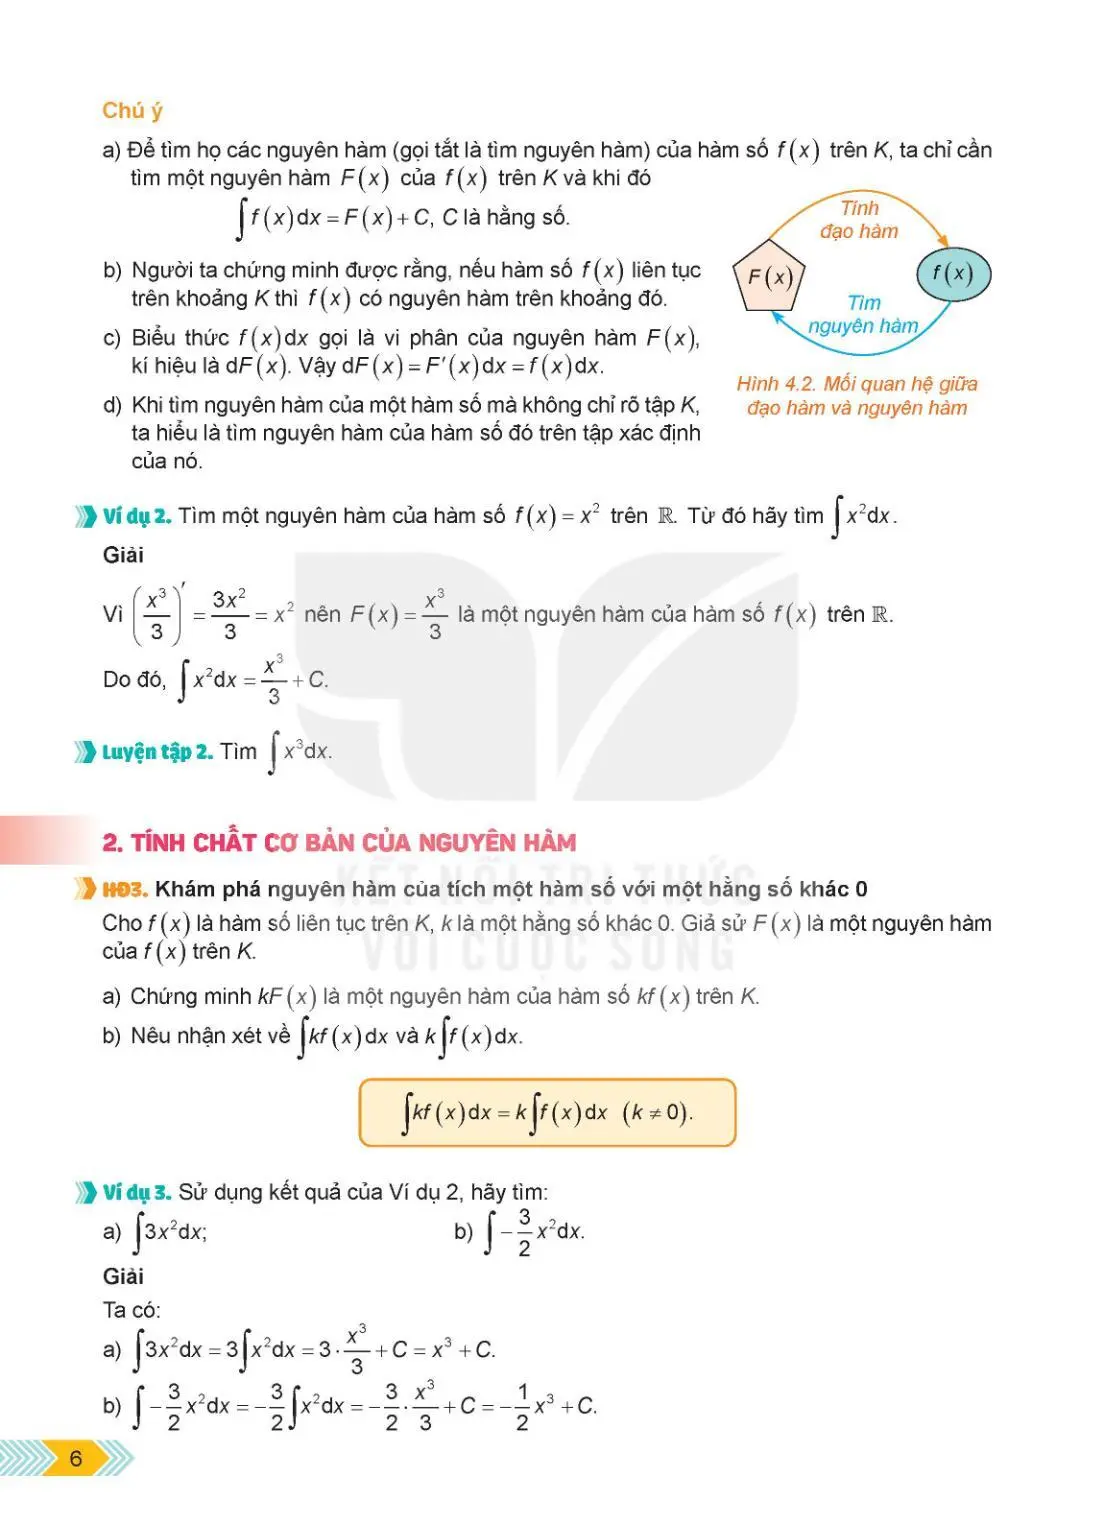 Chú ý
a) Để tìm họ các nguyên hàm (gọi tắt là tìm nguyên hàm) của hàm số f(x) trên K, ta chỉ cần
tìm một nguyên hàm F(x) của f(x) trên K và khi đó
∫f(x)dx = F(x) + C, C là hằng số.
b) Người ta chứng minh được rằng, nếu hàm số f(x) liên tục
trên khoảng K thì f(x) có nguyên hàm trên khoảng đó.
c) Biểu thức f(x)dx gọi là vi phân của nguyên hàm F(x),
kí hiệu là dF(x). Vậy dF(x) = F′(x)dx = f(x)dx.
d) Khi tìm nguyên hàm của một hàm số mà không chỉ rõ tập K,
ta hiểu là tìm nguyên hàm của hàm số đó trên tập xác định
của nó.
Tính
đạo hàm
F(x)
f(x)
Tìm
nguyên hàm
Hình 4.2. Mối quan hệ giữa
đạo hàm và nguyên hàm
Ví dụ 2. Tìm một nguyên hàm của hàm số f(x) = x² trên ℝ. Từ đó hãy tìm ∫x²dx.
Giải
Vì (x³/3)′ = 3x²/3 = x² nên F(x) = x³/3 là một nguyên hàm của hàm số f(x) trên ℝ.
Do đó, ∫x²dx = x³/3 + C.
Luyện tập 2. Tìm ∫x³dx.
2. TÍNH CHẤT CƠ BẢN CỦA NGUYÊN HÀM
KẾT NỐI TRI THỨC
VỚI CUỘC SỐNG
HĐ3. Khám phá nguyên hàm của tích một hàm số với một hằng số khác 0
Cho f(x) là hàm số liên tục trên K, k là một hằng số khác 0. Giả sử F(x) là một nguyên hàm
của f(x) trên K.
a) Chứng minh kF(x) là một nguyên hàm của hàm số kf(x) trên K.
b) Nêu nhận xét về ∫kf(x)dx và k∫f(x)dx.
∫kf(x)dx = k∫f(x)dx (k ≠ 0).
Ví dụ 3. Sử dụng kết quả của Ví dụ 2, hãy tìm:
a) ∫3x²dx; b) ∫-3/2 x²dx.
Giải
Ta có:
a) ∫3x²dx = 3∫x²dx = 3 · x³/3 + C = x³ + C.
b) ∫-3/2 x²dx = -3/2 ∫x²dx = -3/2 · x³/3 + C = -1/2 x³ + C.
6